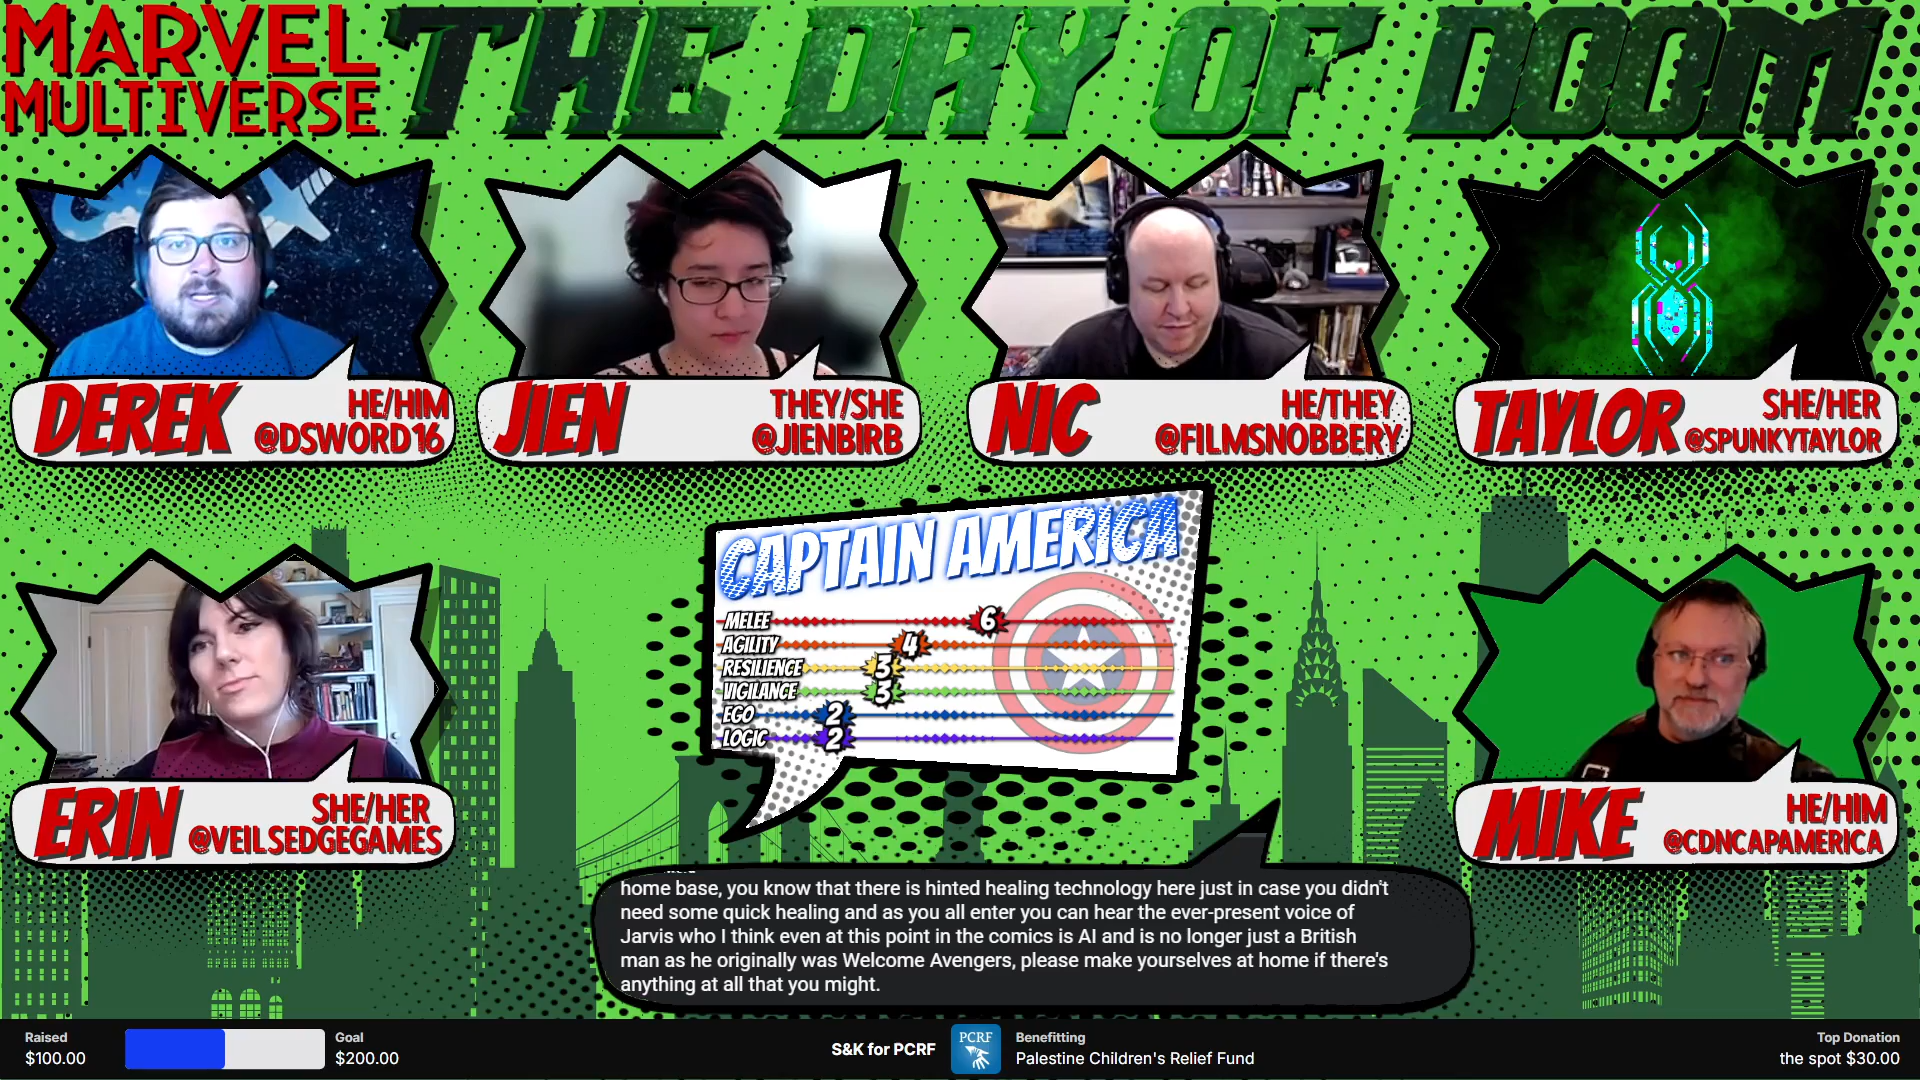 MARVEL
MULTIVERSE
THE DAY OF DOOM
DEREK
HE/HIM
@DSWORD16
JIEN
THEY/SHE
@JIENBIRB
NIC
HE/THEY
@FILMSNOBBERY
TAYLOR
SHE/HER
@SPUNKYTAYLOR
CAPTAIN AMERICA
MELEE 6
AGILITY 4
RESILIENCE 3
VIGILANCE 3
EGO 2
LOGIC 2
ERIN
SHE/HER
@VEILSEDGEGAMES
MIKE
HE/HIM
@CDNCAPAMERICA
home base, you know that there is hinted healing technology here just in case you didn't
need some quick healing and as you all enter you can hear the ever-present voice of
Jarvis who I think even at this point in the comics is AI and is no longer just a British
man as he originally was Welcome Avengers, please make yourselves at home if there's
anything at all that you might.
Raised
$100.00
Goal
$200.00
S&K for PCRF
PCRF
Benefitting
Palestine Children's Relief Fund
Top Donation
the spot $30.00